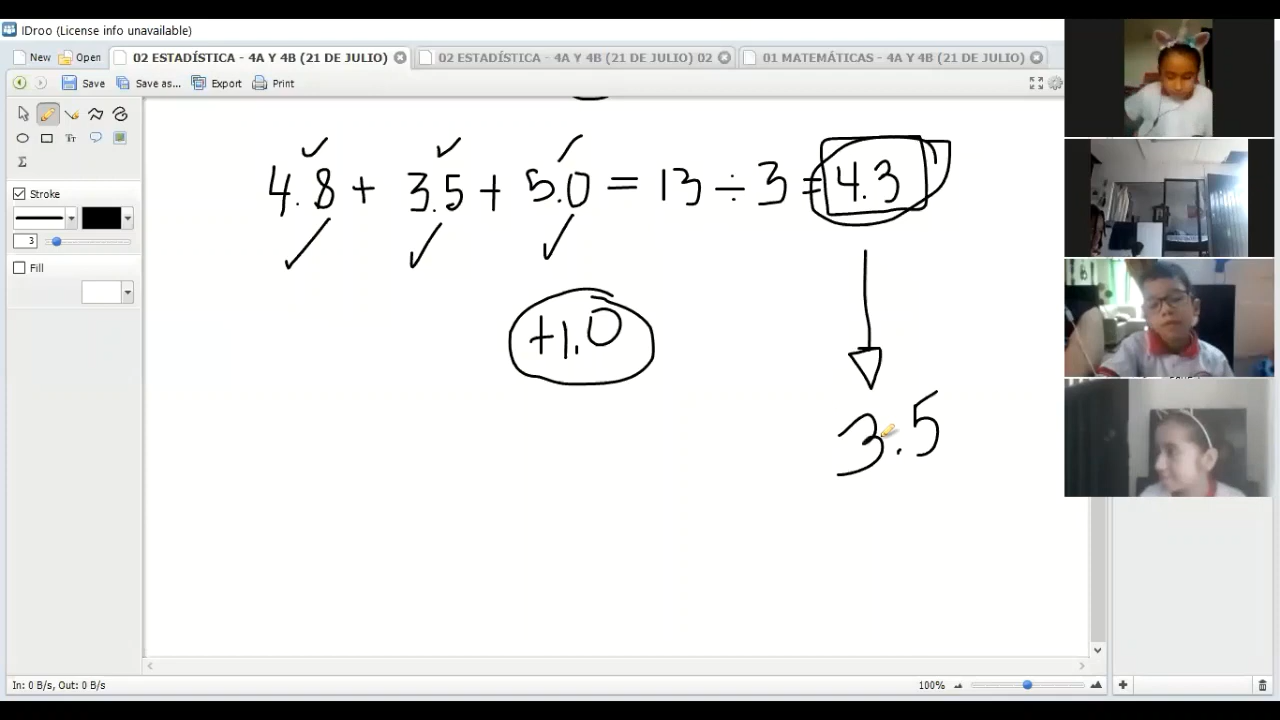 IDroo (License info unavailable)
New Open 02 ESTADÍSTICA - 4A Y 4B (21 DE JULIO) 02 ESTADÍSTICA - 4A Y 4B (21 DE JULIO) 02 01 MATEMÁTICAS - 4A Y 4B (21 DE JULIO)
Save Save as... Export Print
Tт
Σ
Stroke
3
Fill
4.8 + 3.5 + 5.0 = 13 ÷ 3 = 4.3
+1.0
3.5
In: 0 B/s, Out: 0 B/s 100%